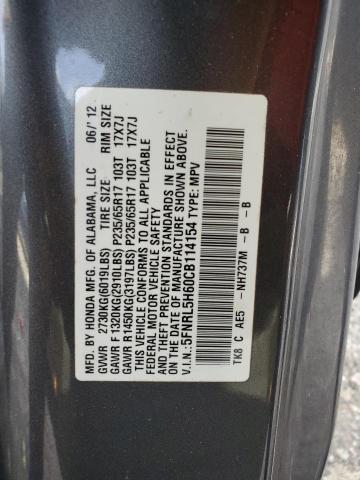 MFD. BY HONDA MFG. OF ALABAMA, LLC 06/' 12
GVWR 2730KG(6019LBS) TIRE SIZE RIM SIZE
GAWR F 1320KG(2910LBS) P235/65R17 103T 17X7J
GAWR R1450KG(3197LBS) P235/65R17 103T 17X7J
THIS VEHICLE CONFORMS TO ALL APPLICABLE
FEDERAL MOTOR VEHICLE SAFETY
AND THEFT PREVENTION STANDARDS IN EFFECT
ON THE DATE OF MANUFACTURE SHOWN ABOVE.
V.I.N.:5FNRL5H60CB114154 TYPE: MPV
TK8 C AE5 -NH737M - B - B